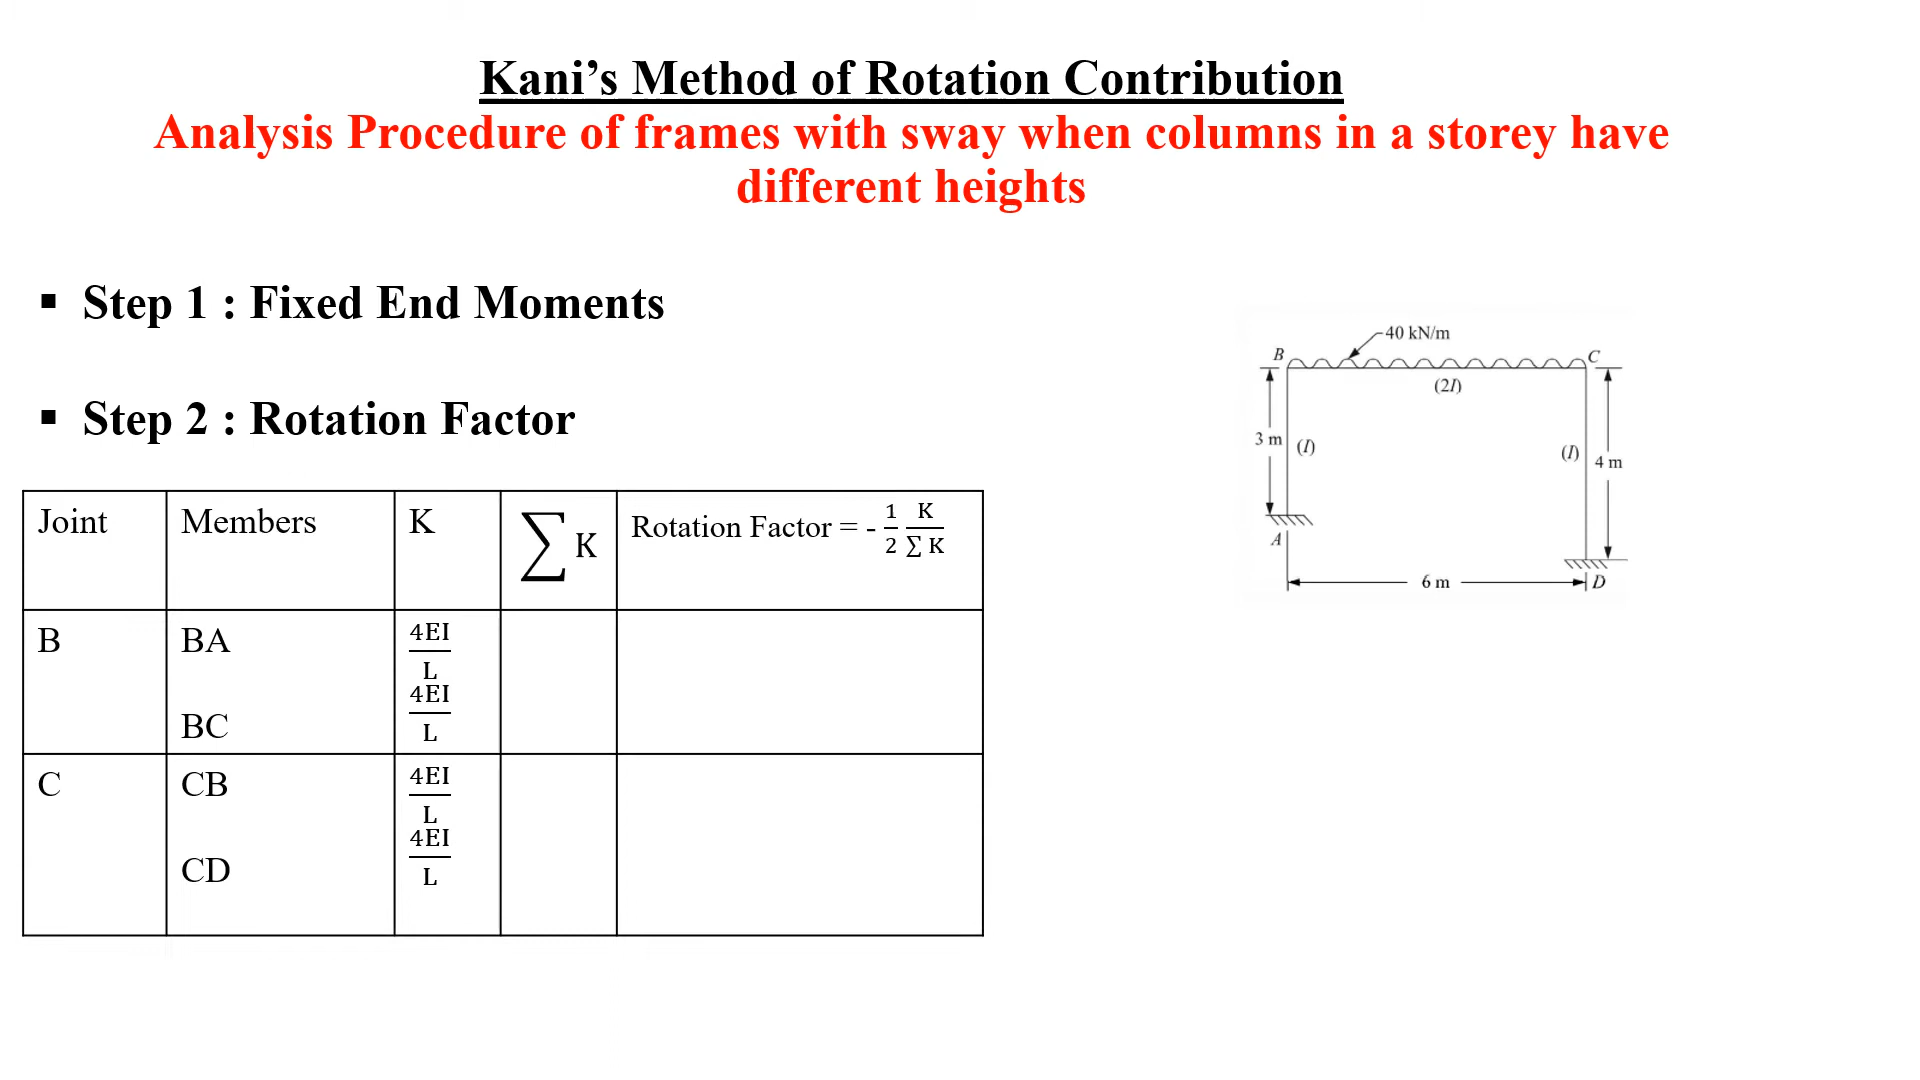 Kani’s Method of Rotation Contribution
Analysis Procedure of frames with sway when columns in a storey have
different heights
▪ Step 1 : Fixed End Moments
▪ Step 2 : Rotation Factor
Joint Members K ∑ K Rotation Factor = - 1/2 K/∑ K
B BA 4EI/L
BC 4EI/L
C CB 4EI/L
CD 4EI/L
40 kN/m
B C
(2I)
3 m (I) (I) 4 m
A
6 m D